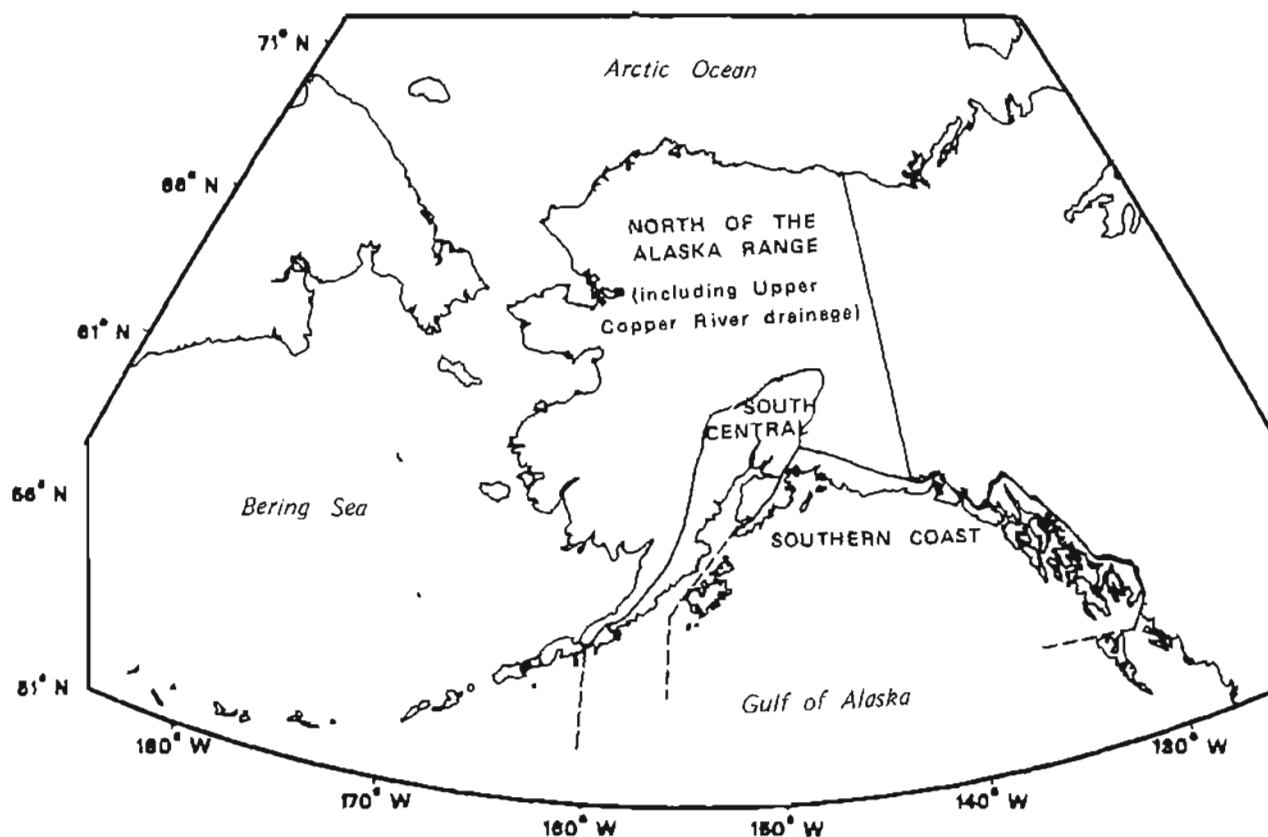 71° N
Arctic Ocean
66° N
NORTH OF THE
ALASKA RANGE
(including Upper
Copper River drainage)
61° N
SOUTH
CENTRAL
56° N
Bering Sea
SOUTHERN COAST
51° N
Gulf of Alaska
180° W
130° W
170° W
140° W
160° W
150° W